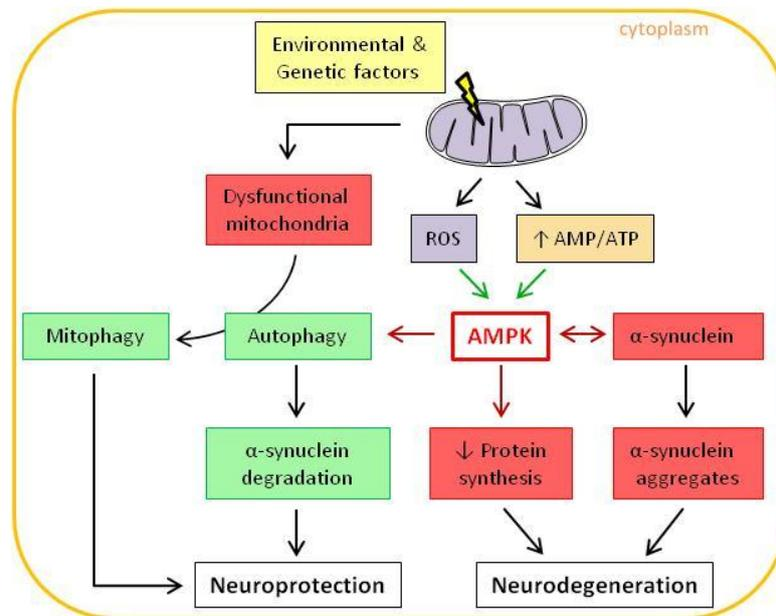 cytoplasm
Environmental &
Genetic factors
Dysfunctional
mitochondria
ROS
↑ AMP/ATP
Mitophagy
Autophagy
AMPK
α-synuclein
α-synuclein
degradation
↓ Protein
synthesis
α-synuclein
aggregates
Neuroprotection
Neurodegeneration